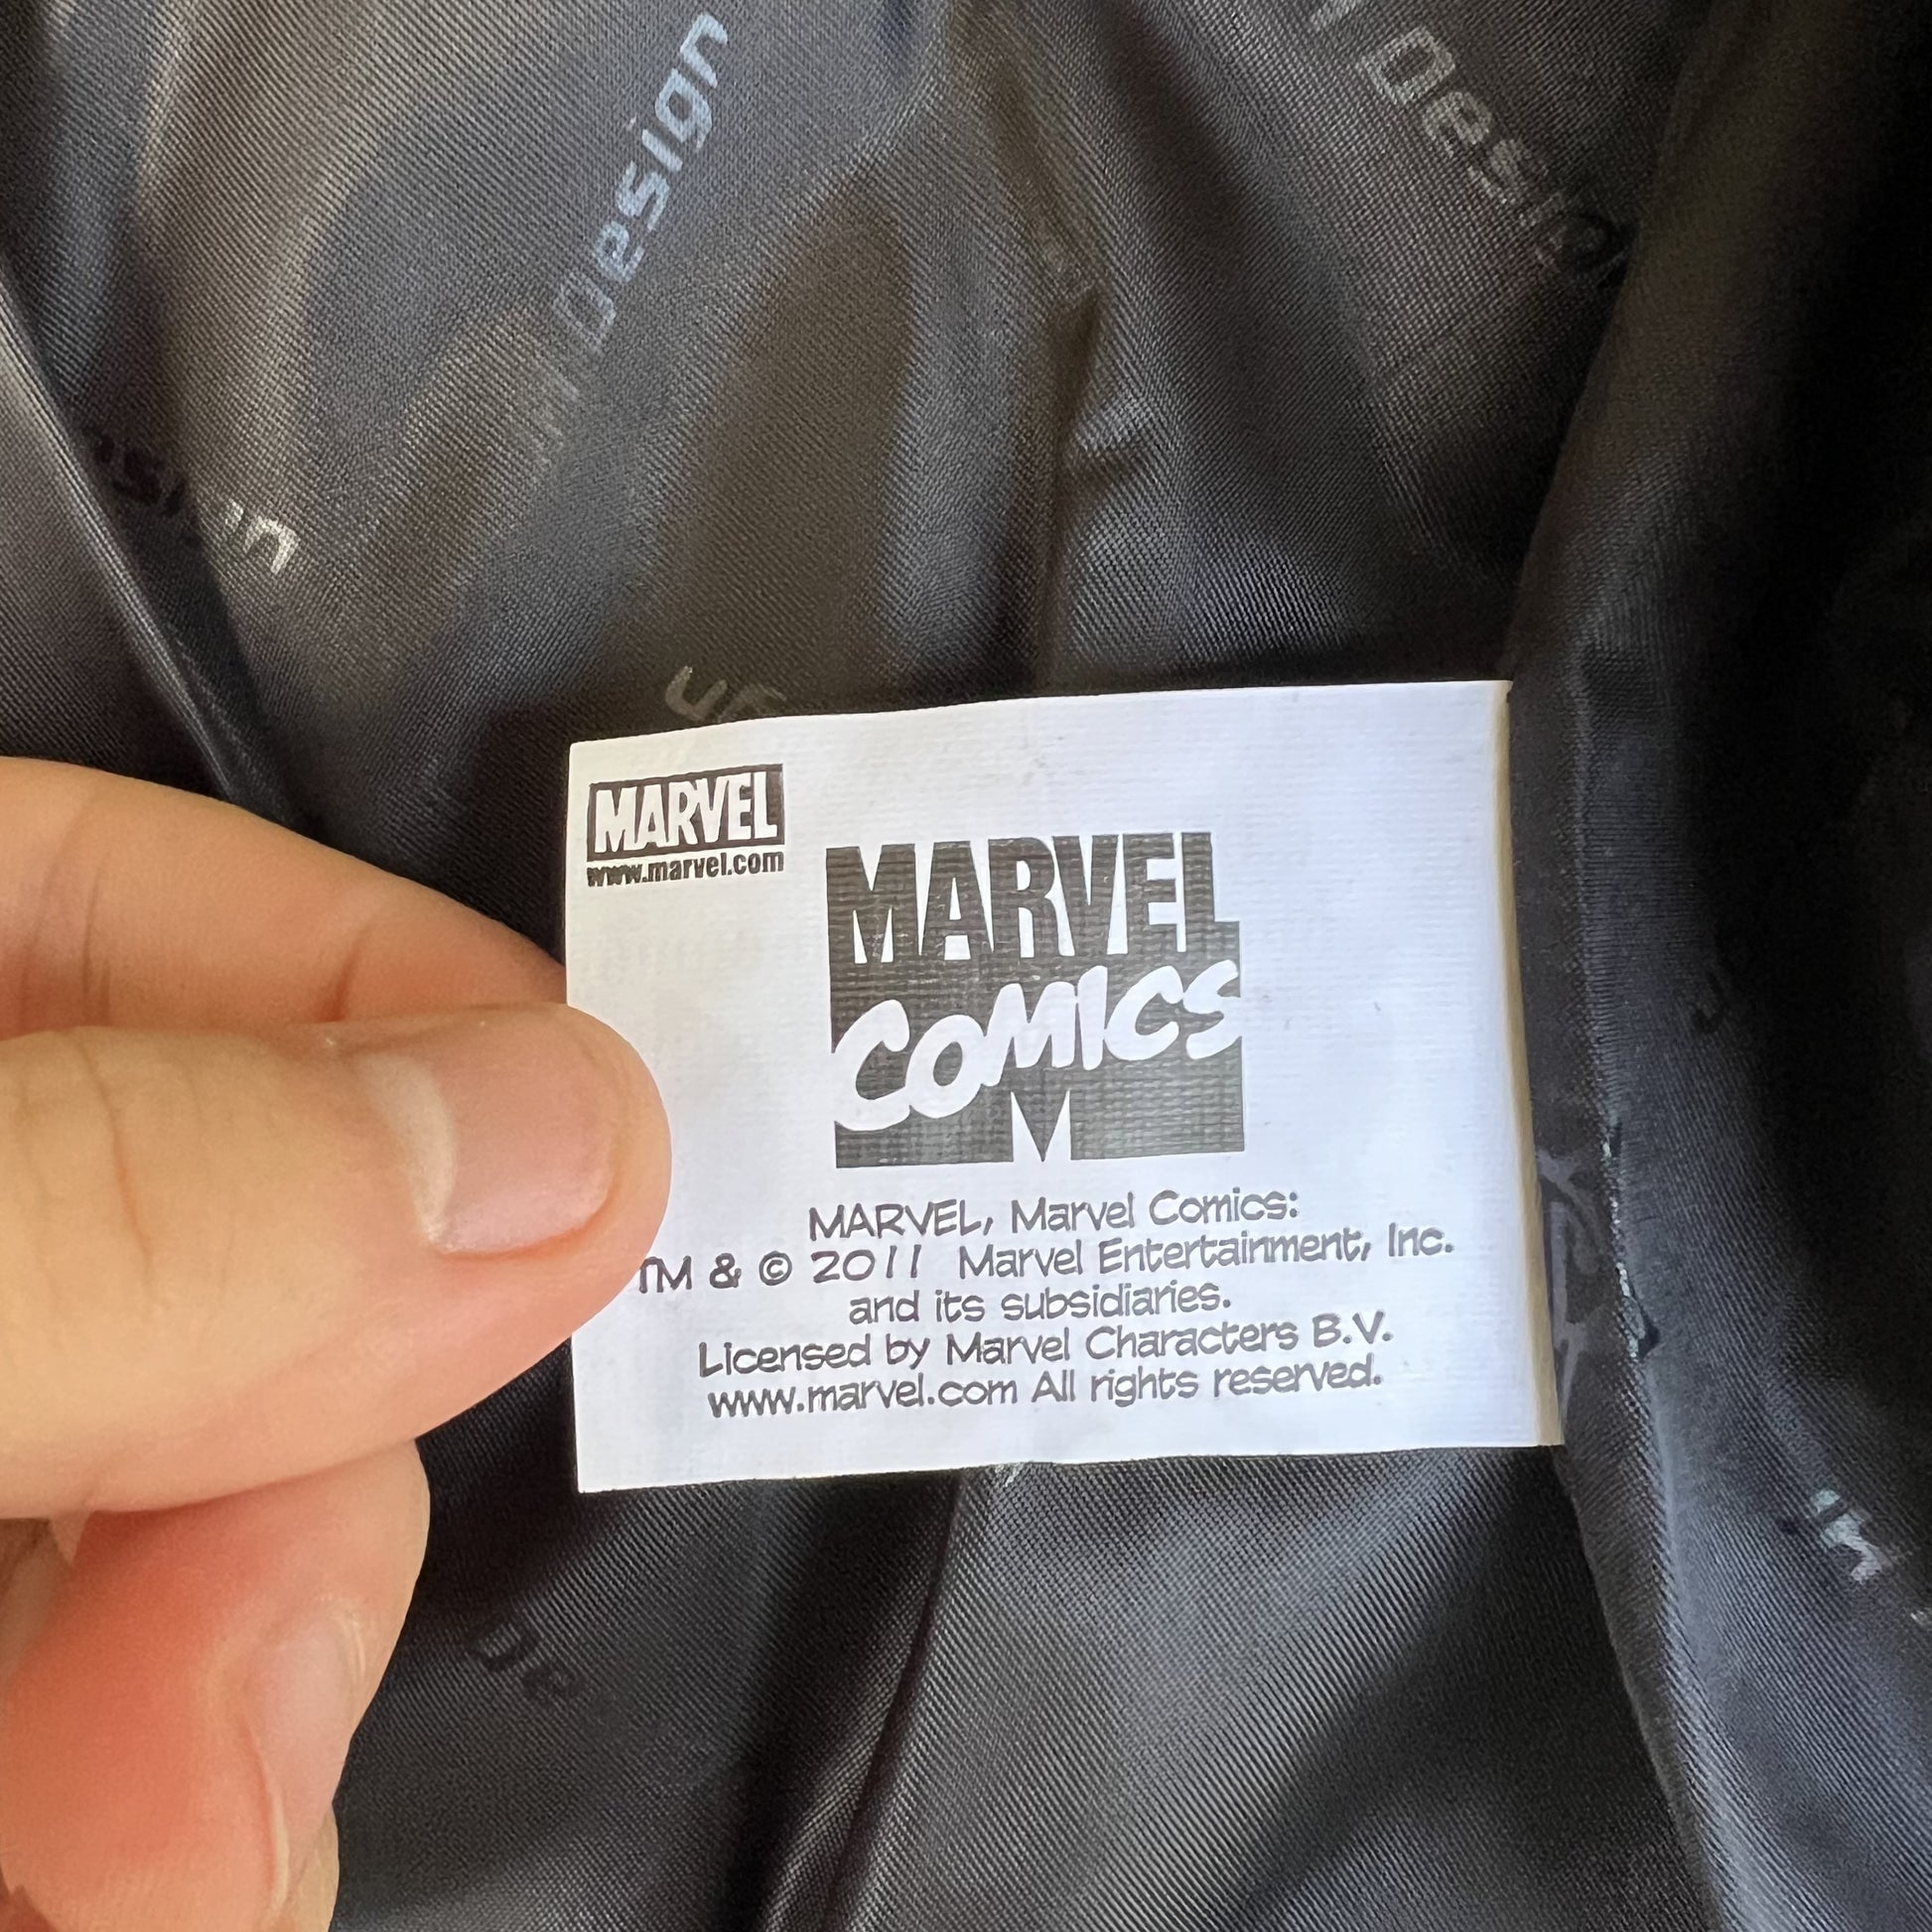 Design
Design
MARVEL
www.marvel.com
MARVEL
COMICS
MARVEL, Marvel Comics:
TM & © 2011 Marvel Entertainment, Inc.
and its subsidiaries.
Licensed by Marvel Characters B.V.
www.marvel.com All rights reserved.